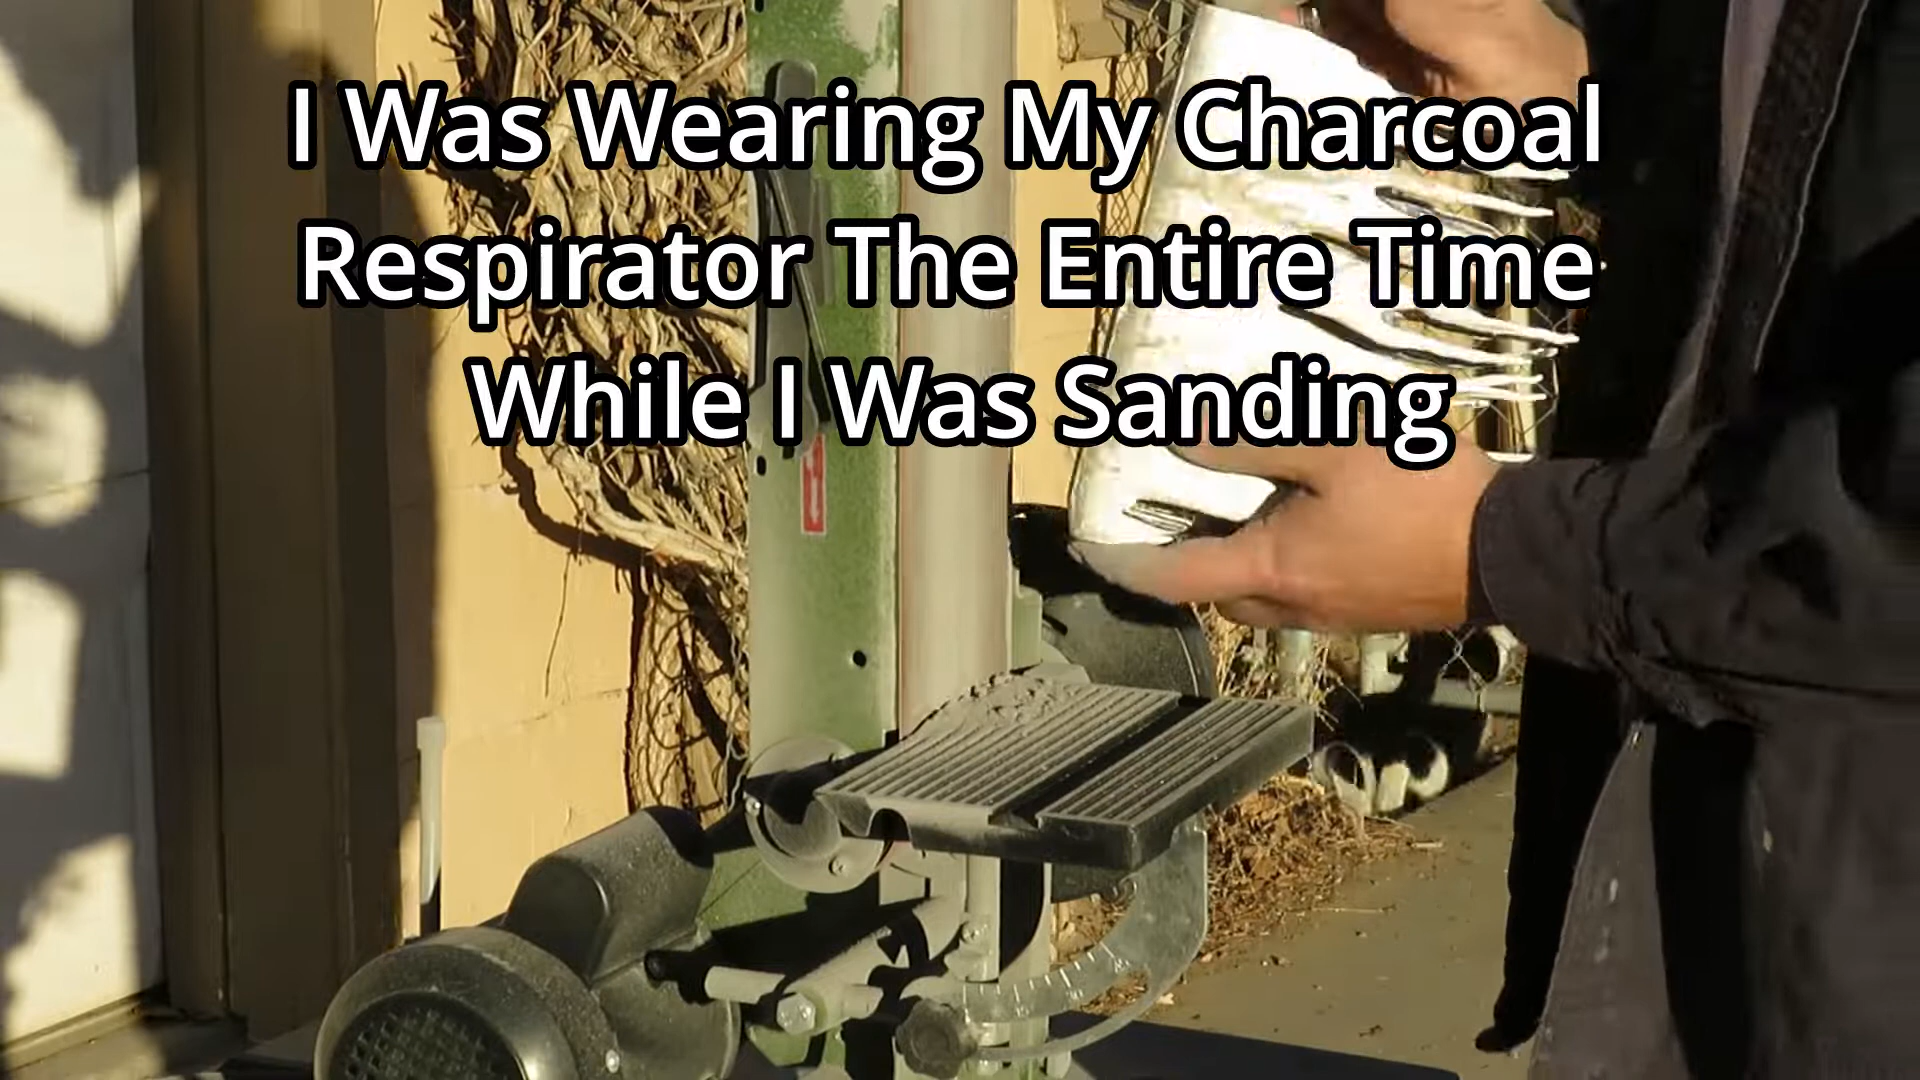 I Was Wearing My Charcoal
Respirator The Entire Time
While I Was Sanding